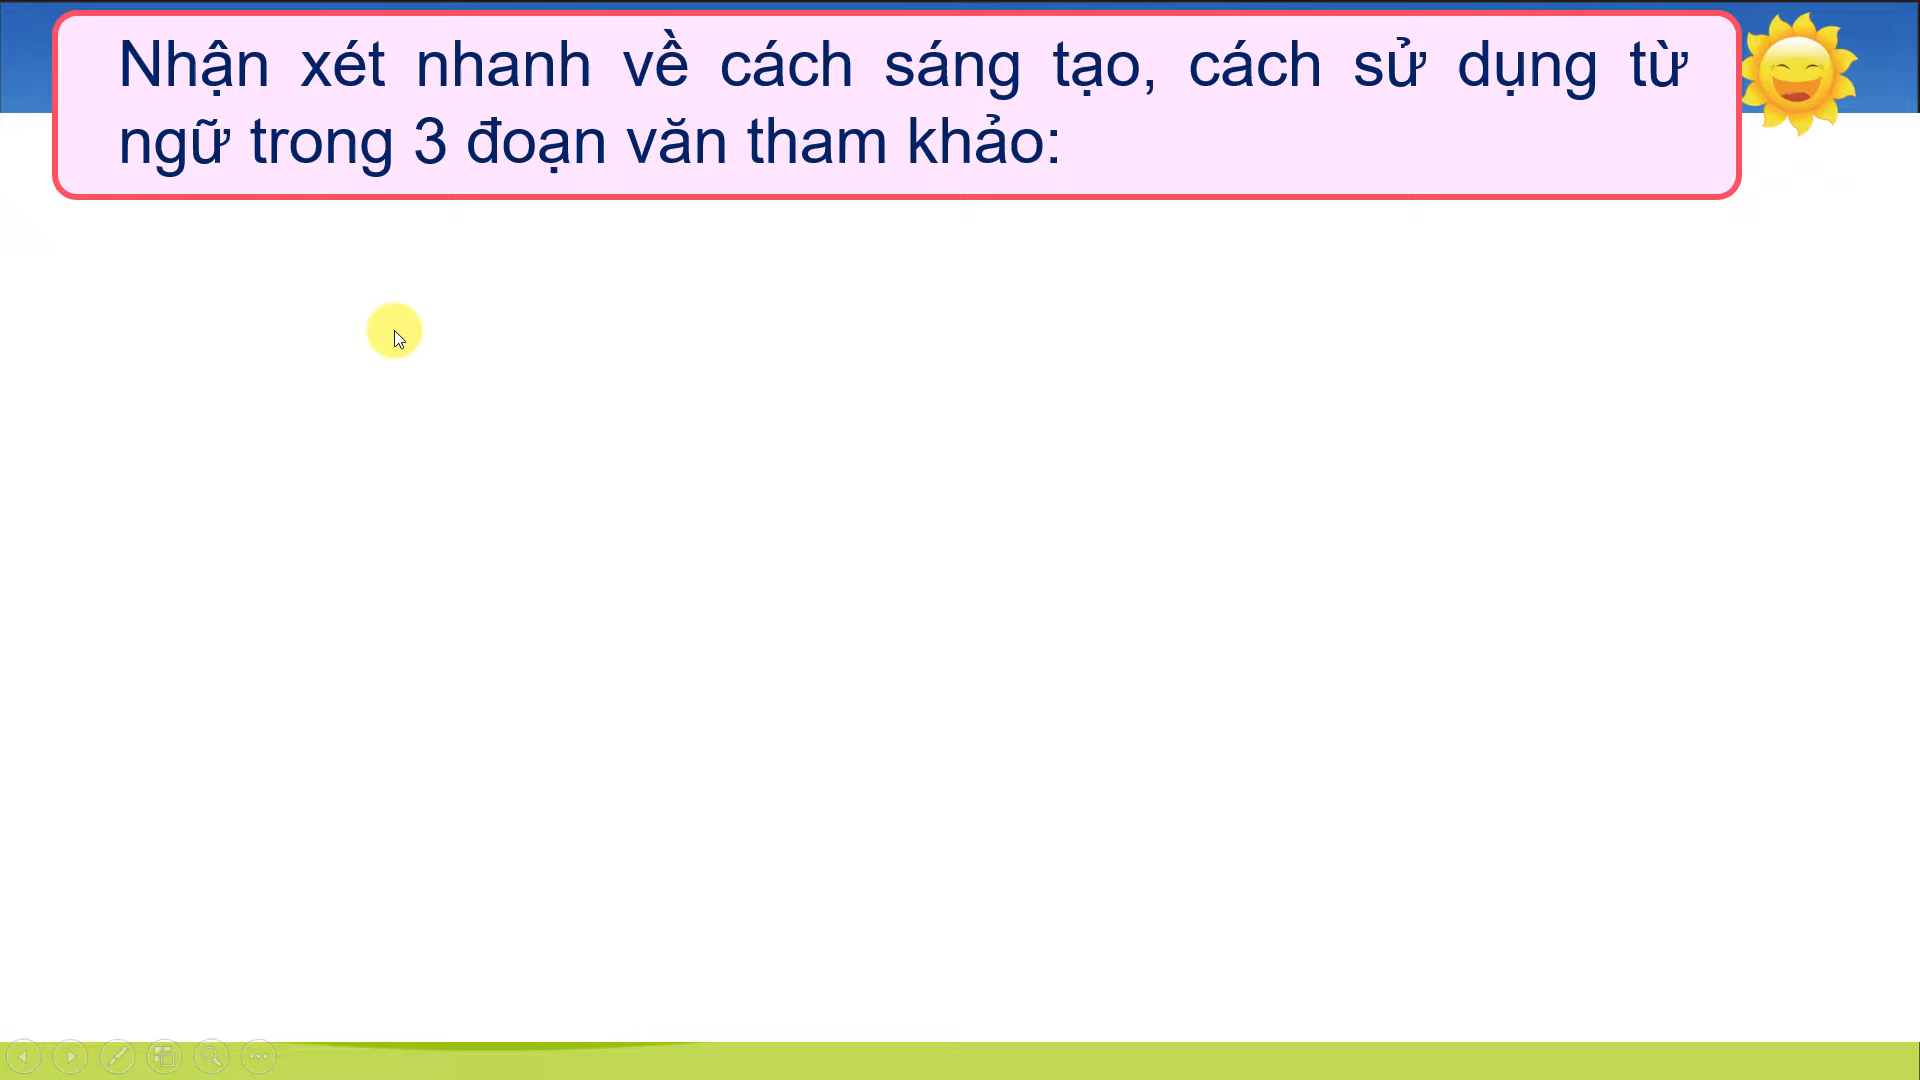 Nhận xét nhanh về cách sáng tạo, cách sử dụng từ
ngữ trong 3 đoạn văn tham khảo: